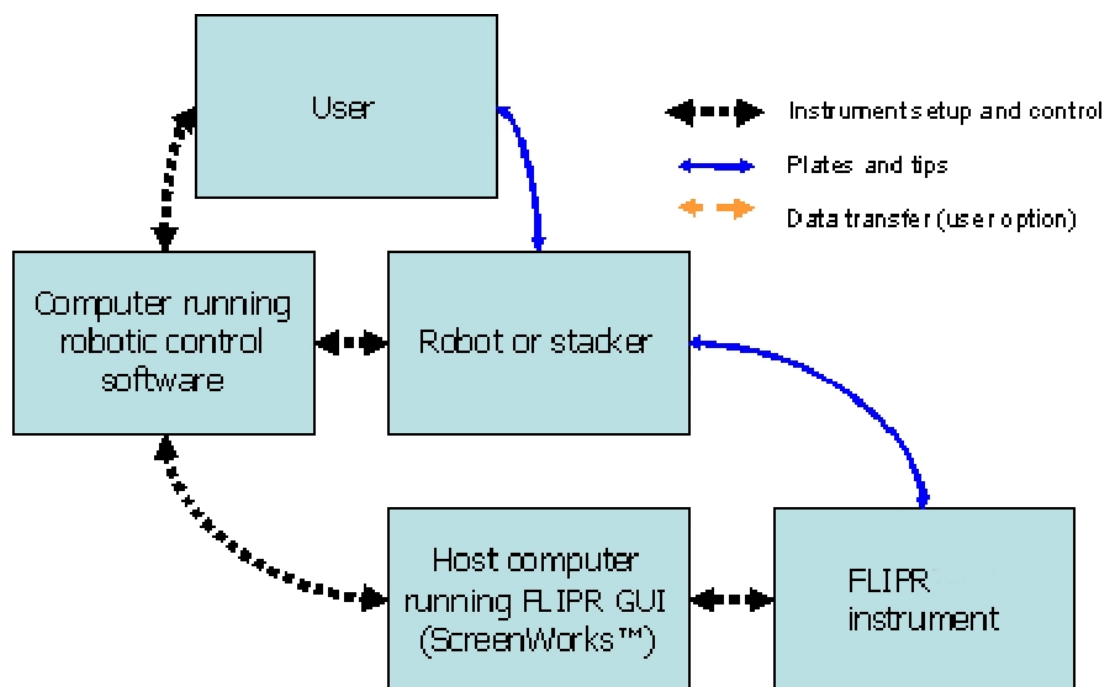 User
Instrument setup and control
Plates and tips
Data transfer (user option)
Computer running
robotic control
software
Robot or stacker
Host computer
running FLIPR GUI
(ScreenWorks™)
FLIPR
instrument